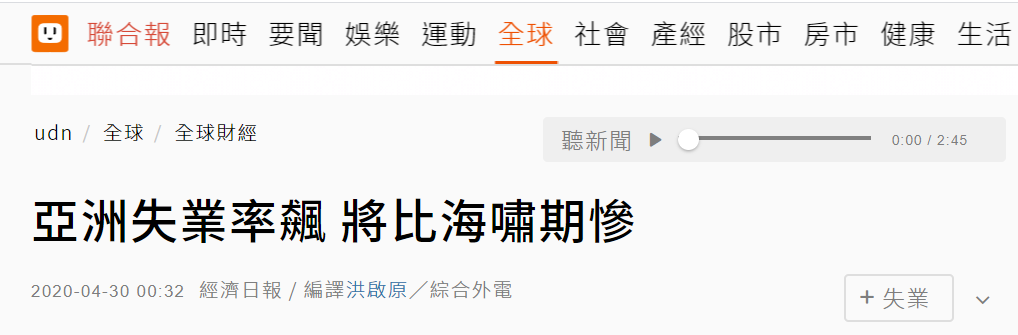 聯合報 即時 要聞 娛樂 運動 全球 社會 產經 股市 房市 健康 生活
udn / 全球 / 全球財經
聽新聞 0:00 / 2:45
亞洲失業率飆 將比海嘯期慘
2020-04-30 00:32 經濟日報 / 編譯洪啟原／綜合外電
+ 失業